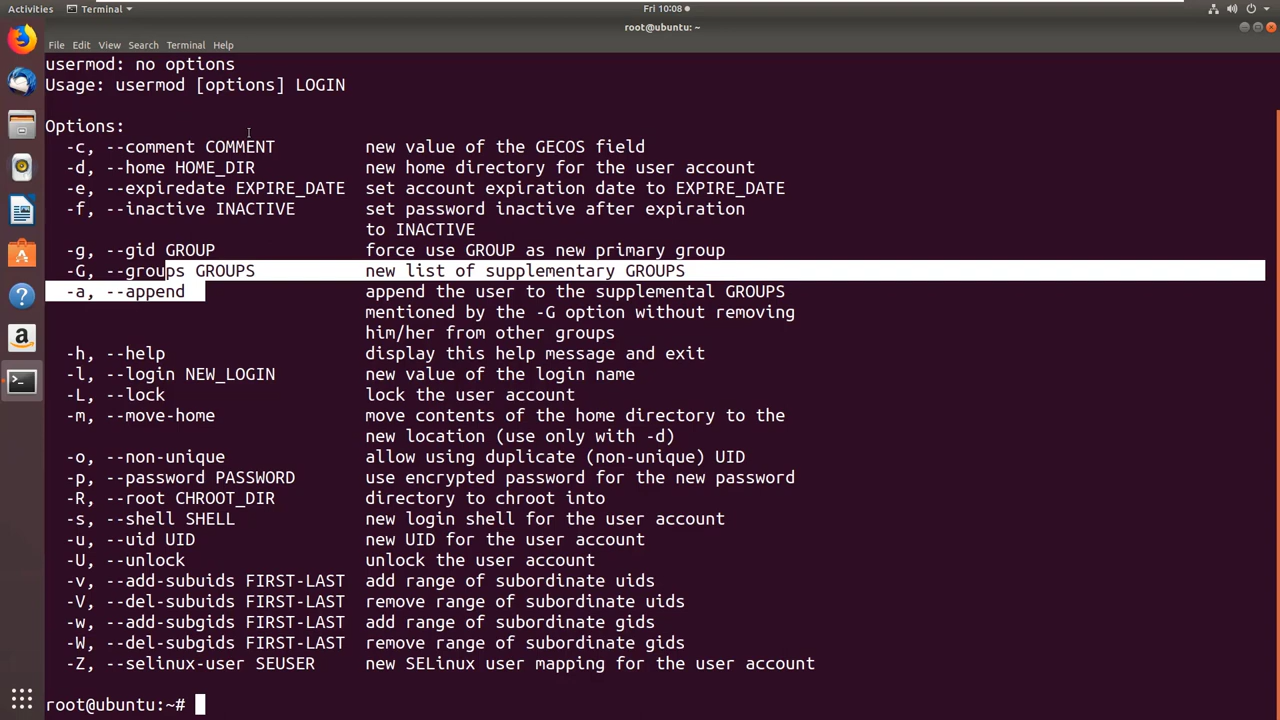 Activities
Terminal
Fri 10:08
root@ubuntu: ~
File Edit View Search Terminal Help
usermod: no options
Usage: usermod [options] LOGIN
Options:
-c, --comment COMMENT new value of the GECOS field
-d, --home HOME_DIR new home directory for the user account
-e, --expiredate EXPIRE_DATE set account expiration date to EXPIRE_DATE
-f, --inactive INACTIVE set password inactive after expiration
to INACTIVE
-g, --gid GROUP force use GROUP as new primary group
-G, --groups GROUPS new list of supplementary GROUPS
-a, --append append the user to the supplemental GROUPS
mentioned by the -G option without removing
him/her from other groups
-h, --help display this help message and exit
-l, --login NEW_LOGIN new value of the login name
-L, --lock lock the user account
-m, --move-home move contents of the home directory to the
new location (use only with -d)
-o, --non-unique allow using duplicate (non-unique) UID
-p, --password PASSWORD use encrypted password for the new password
-R, --root CHROOT_DIR directory to chroot into
-s, --shell SHELL new login shell for the user account
-u, --uid UID new UID for the user account
-U, --unlock unlock the user account
-v, --add-subuids FIRST-LAST add range of subordinate uids
-V, --del-subuids FIRST-LAST remove range of subordinate uids
-w, --add-subgids FIRST-LAST add range of subordinate gids
-W, --del-subgids FIRST-LAST remove range of subordinate gids
-Z, --selinux-user SEUSER new SELinux user mapping for the user account
root@ubuntu:~#